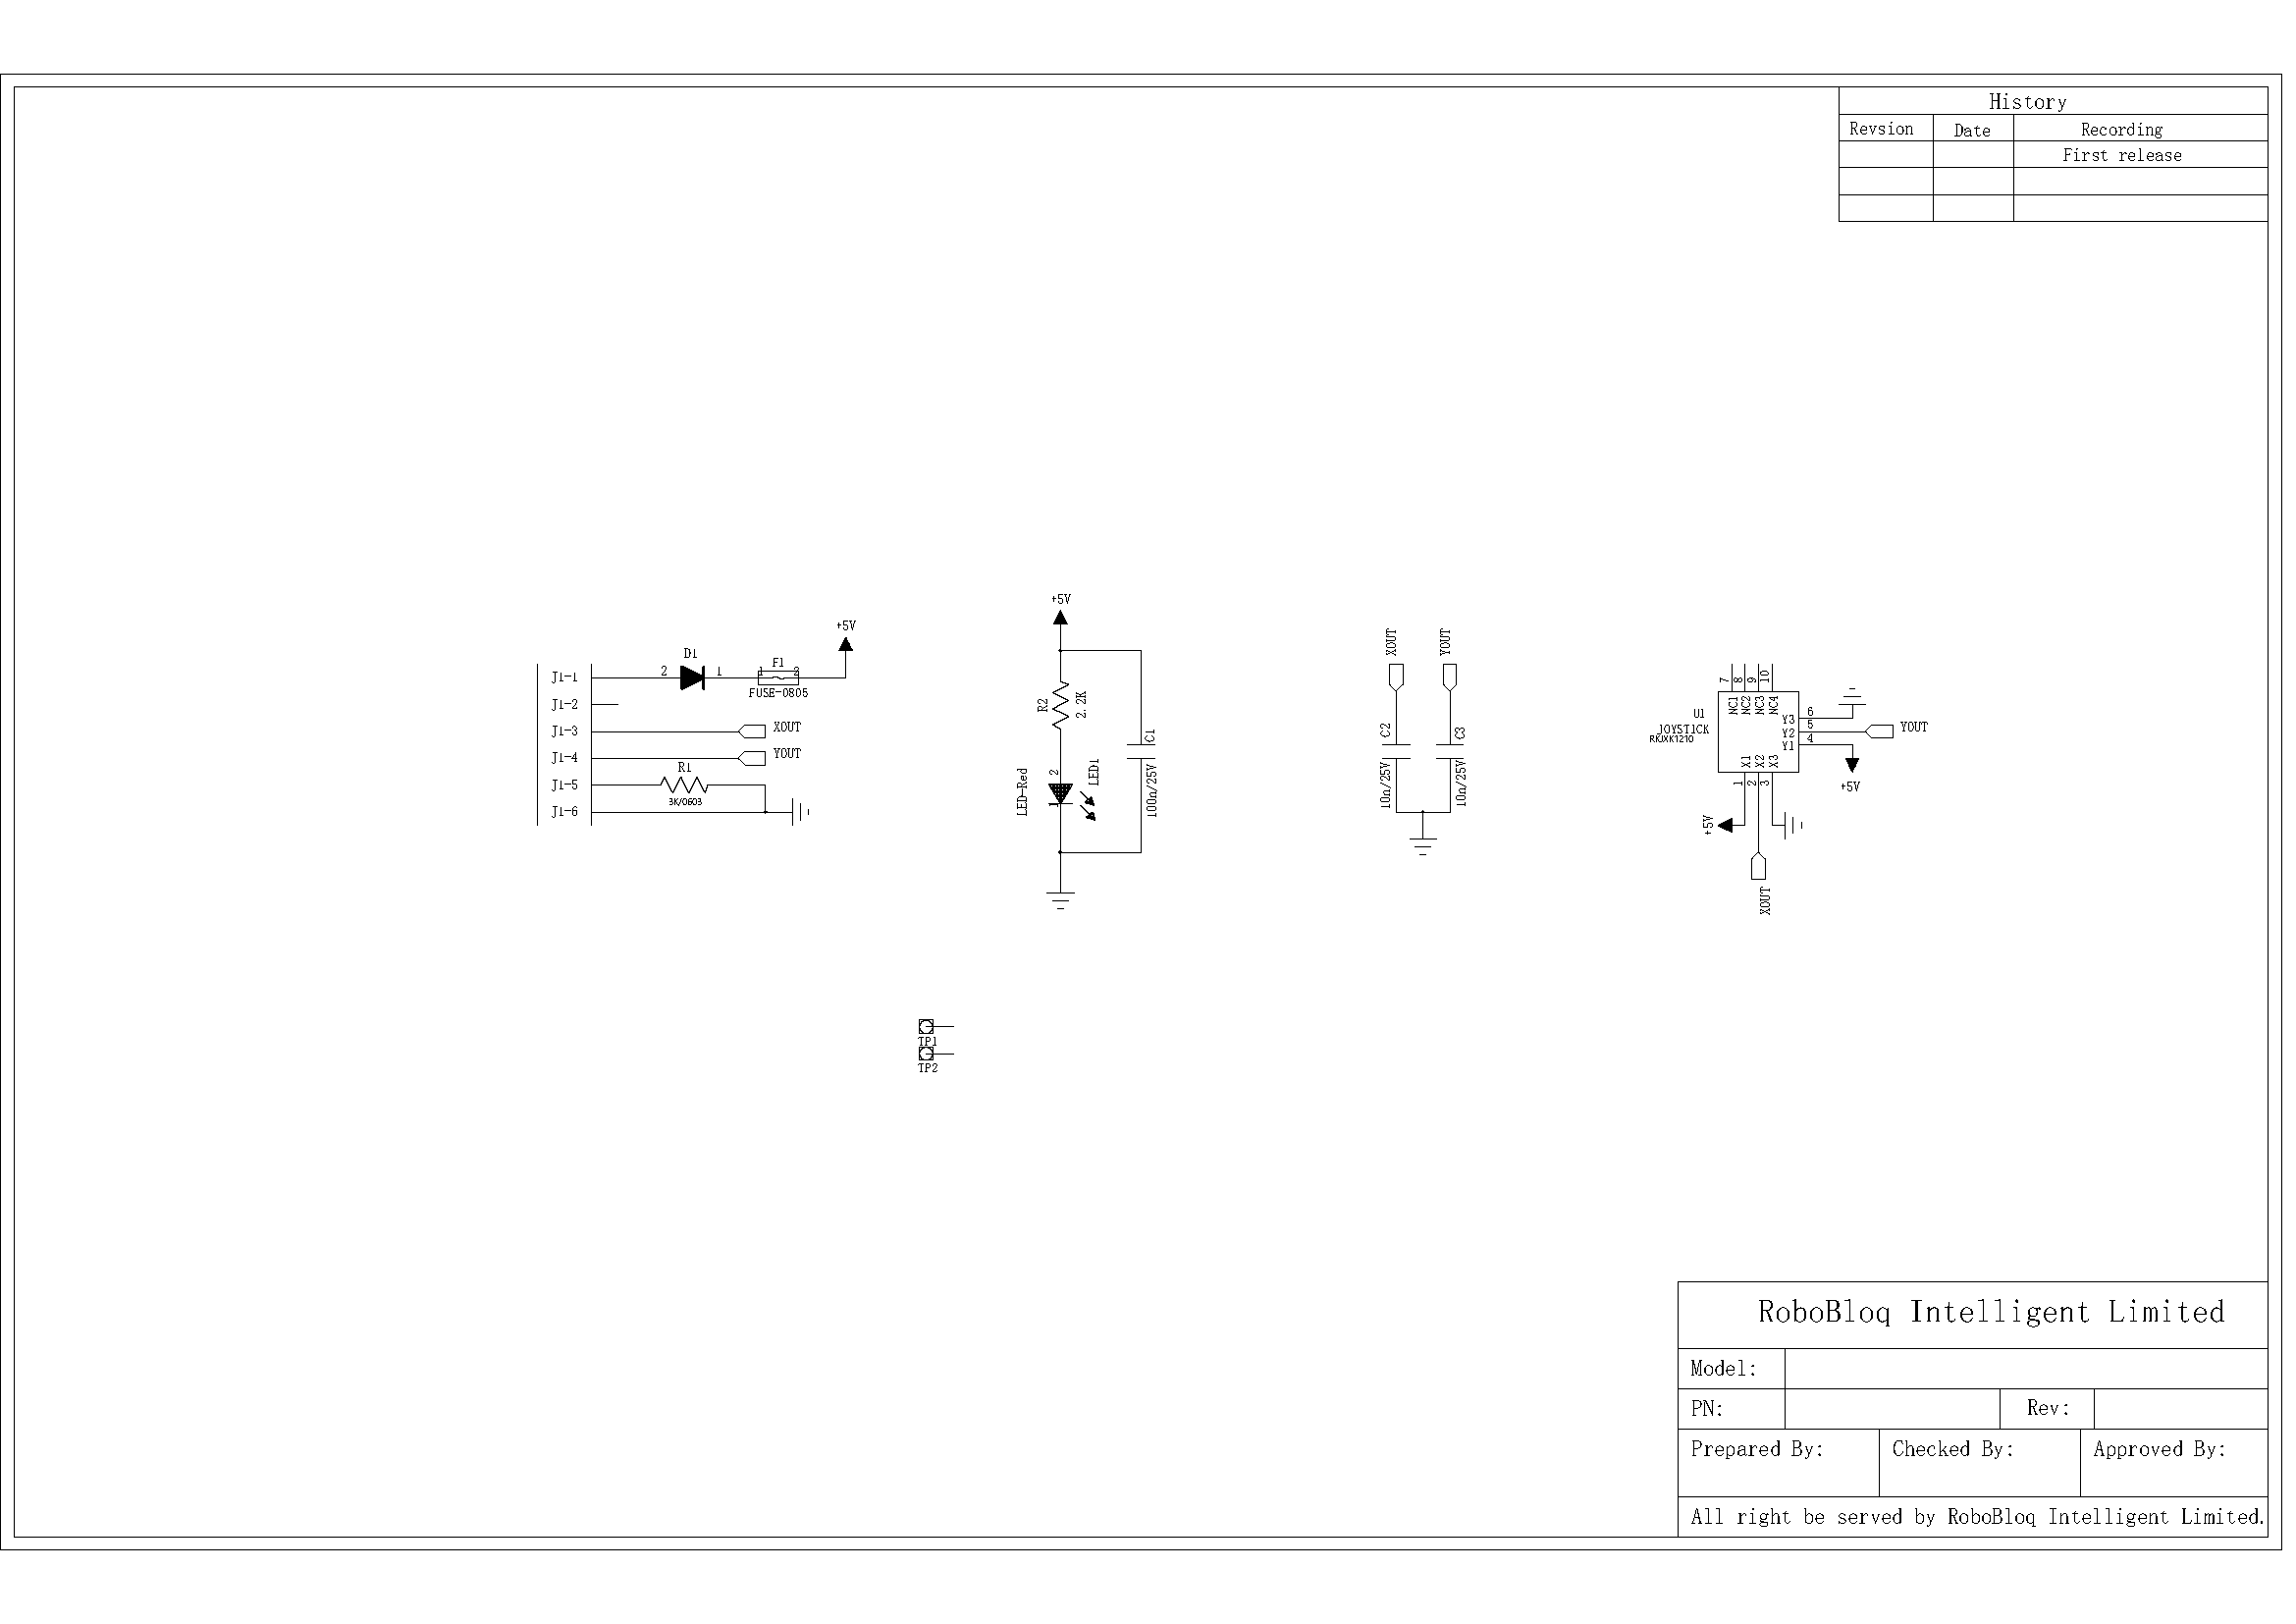 History
Revsion Date Recording
First release
+5V
D1
2 1
F1
1 2
FUSE-0805
+5V
J1-1
J1-2
J1-3
J1-4
J1-5
J1-6
XOUT
YOUT
R1
3K/0603
+5V
R2
2.2K
LED-Red
2
1
LED1
C1
100n/25V
XOUT
YOUT
C2
10n/25V
C3
10n/25V
7 8 9 10
NC1 NC2 NC3 NC4
U1
JOYSTICK
RKJXK1210
Y3 6
Y2 5
Y1 4
YOUT
+5V
X1 X2 X3
1 2 3
+5V
XOUT
TP1
TP2
RoboBloq Intelligent Limited
Model:
PN: Rev:
Prepared By: Checked By: Approved By:
All right be served by RoboBloq Intelligent Limited.